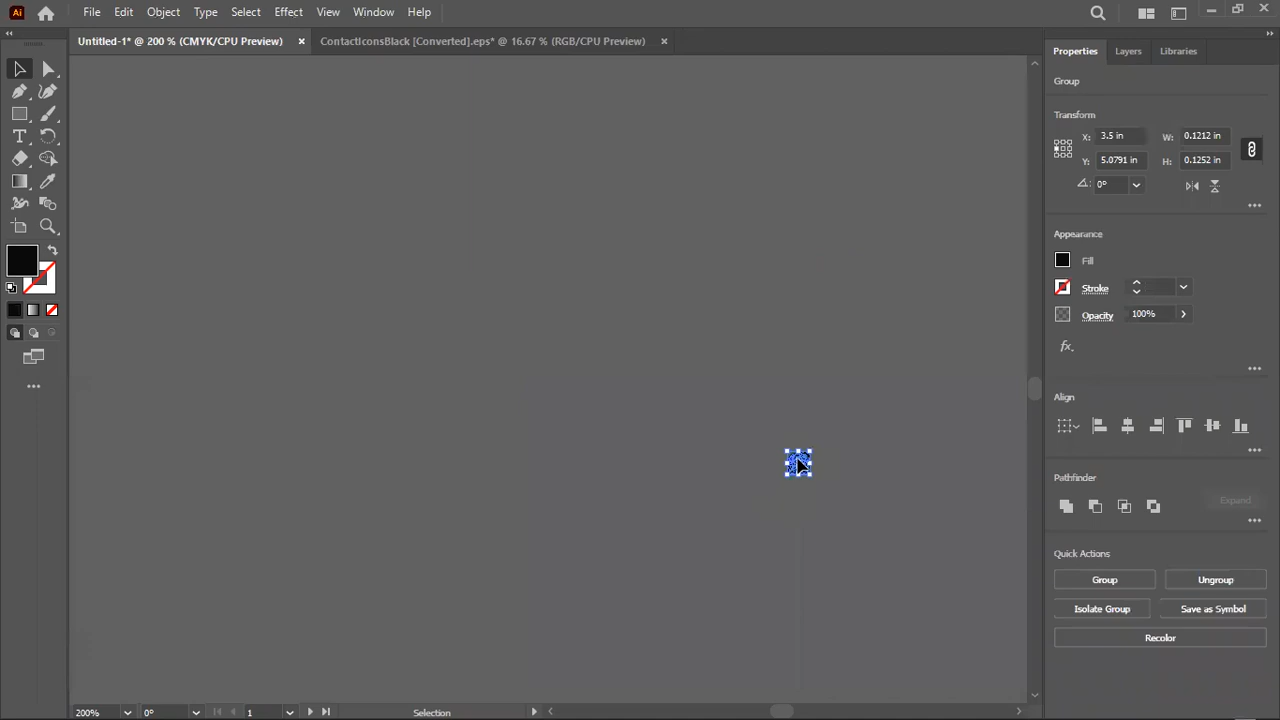 Ai File Edit Object Type Select Effect View Window Help
Untitled-1* @ 200 % (CMYK/CPU Preview) ContactIconsBlack [Converted].eps* @ 16.67 % (RGB/CPU Preview)
Properties Layers Libraries
Group
Transform
X: 3.5 in W: 0.1212 in
Y: 5.0791 in H: 0.1252 in
0°
Appearance
Fill
Stroke
Opacity 100%
fx.
Align
Pathfinder
Expand
Quick Actions
Group Ungroup
Isolate Group Save as Symbol
Recolor
200% 0° 1 Selection